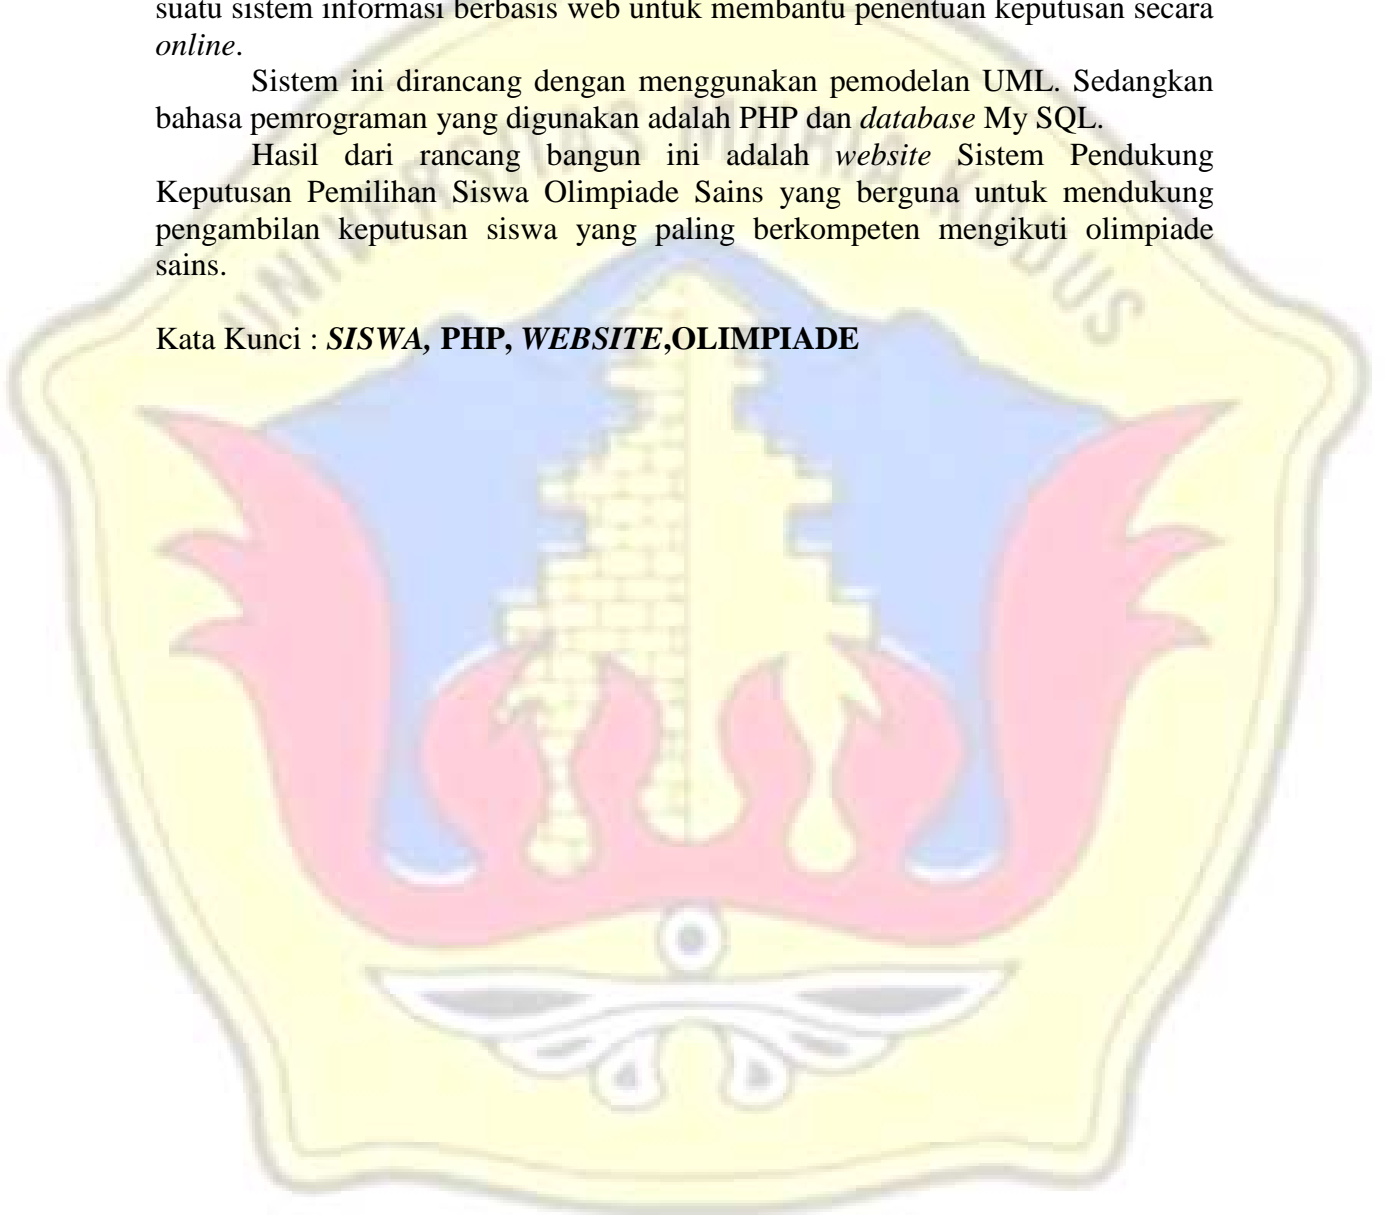 suatu sistem informasi berbasis web untuk membantu penentuan keputusan secara
online.
Sistem ini dirancang dengan menggunakan pemodelan UML. Sedangkan
bahasa pemrograman yang digunakan adalah PHP dan database My SQL.
Hasil dari rancang bangun ini adalah website Sistem Pendukung
Keputusan Pemilihan Siswa Olimpiade Sains yang berguna untuk mendukung
pengambilan keputusan siswa yang paling berkompeten mengikuti olimpiade
sains.
Kata Kunci : SISWA, PHP, WEBSITE,OLIMPIADE
UNIVERSITAS MURIA KUDUS